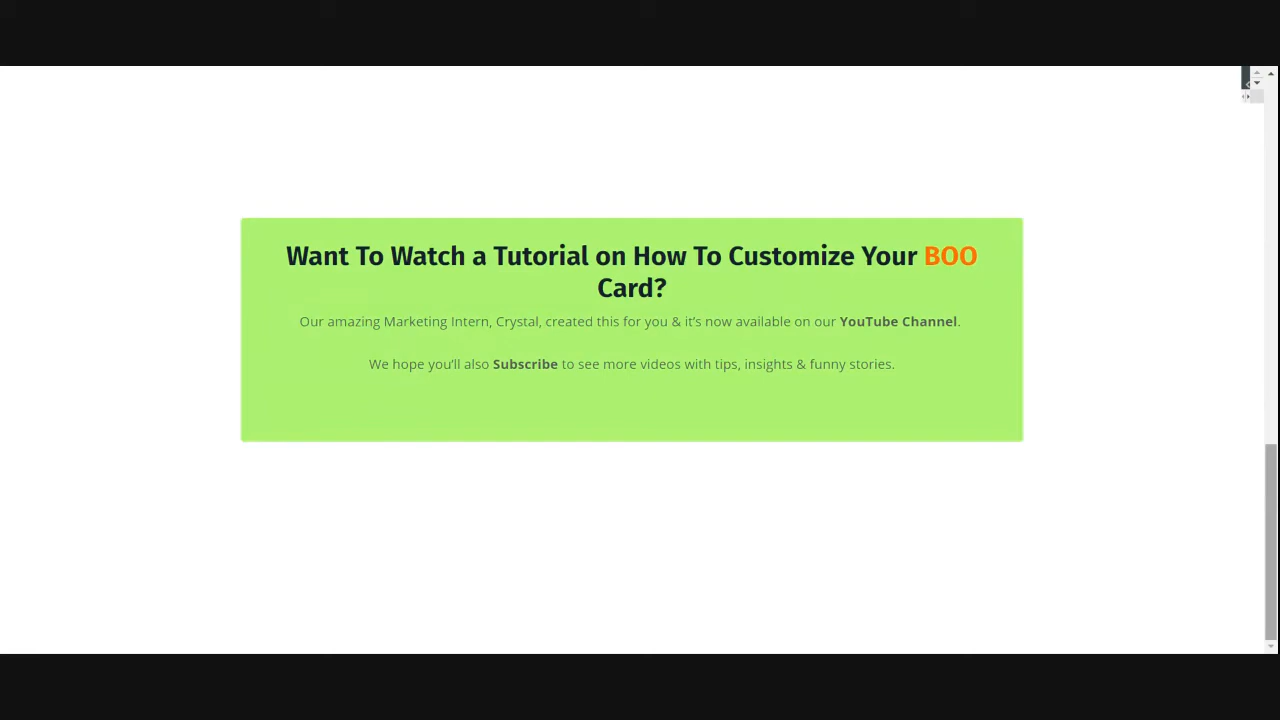 Want To Watch a Tutorial on How To Customize Your BOO
Card?
Our amazing Marketing Intern, Crystal, created this for you & it's now available on our YouTube Channel.
We hope you'll also Subscribe to see more videos with tips, insights & funny stories.